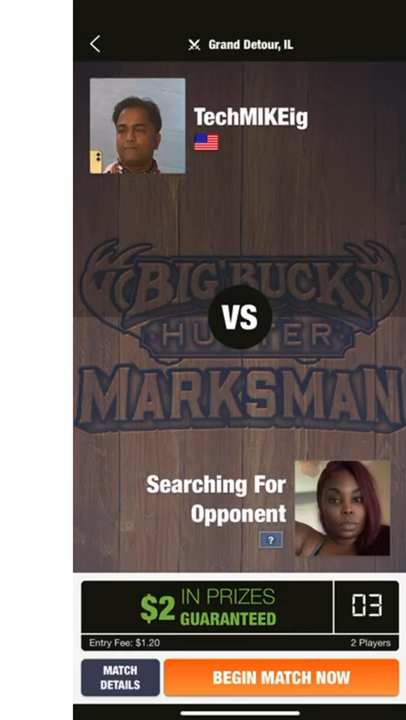 Grand Detour, IL
TechMIKEig
BIG BUCK
HUNTER
VS
MARKSMAN
Searching For
Opponent
?
$2 IN PRIZES
GUARANTEED
03
Entry Fee: $1.20
2 Players
MATCH
DETAILS
BEGIN MATCH NOW